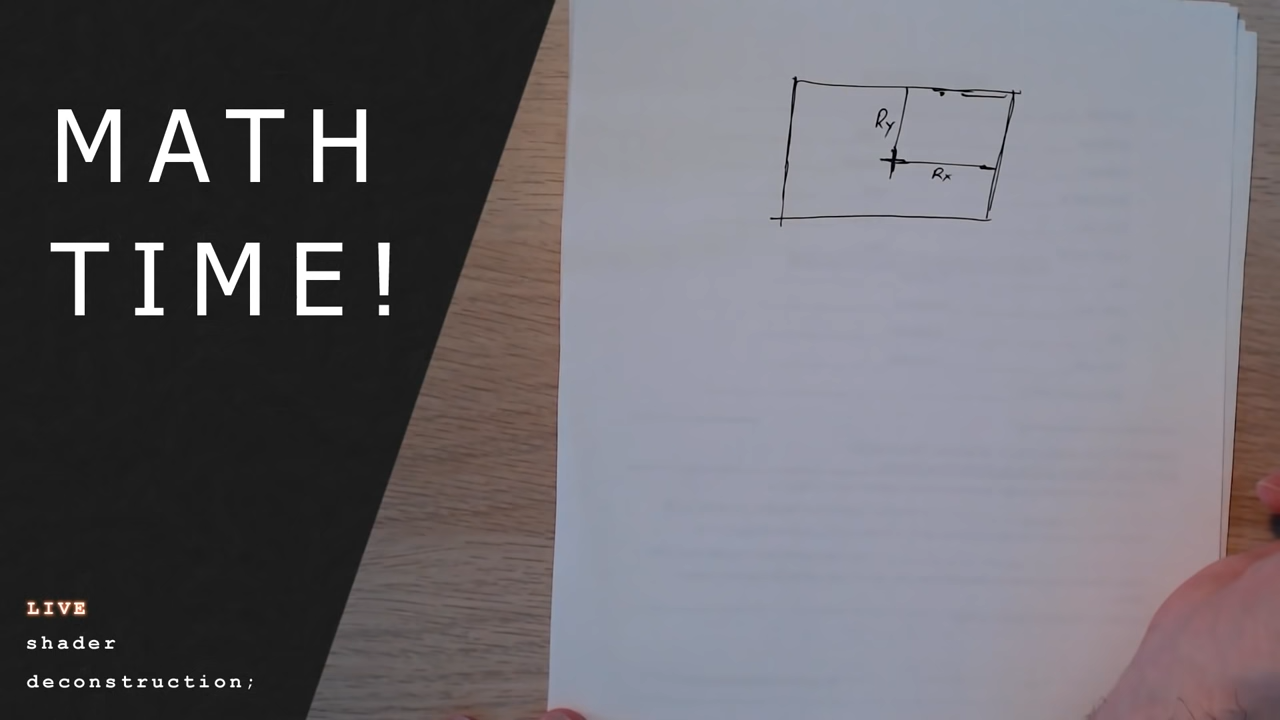 MATH
TIME!
Ry
Rx
LIVE
shader
deconstruction;